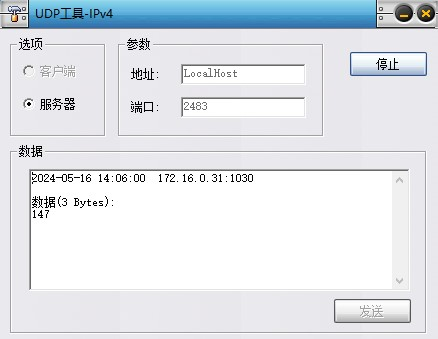 UDP工具-IPv4
选项
客户端
服务器
参数
地址: LocalHost
端口: 2483
停止
数据
2024-05-16 14:06:00  172.16.0.31:1030
数据(3 Bytes):
147
发送